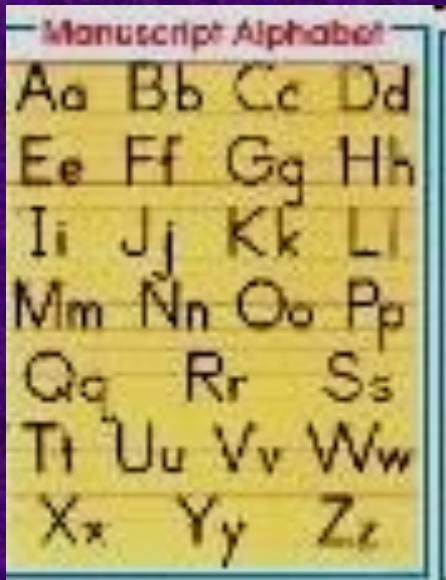 Manuscript Alphabet
Aa Bb Cc Dd
Ee Ff Gg Hh
Ii Jj Kk Ll
Mm Nn Oo Pp
Qq Rr Ss
Tt Uu Vv Ww
Xx Yy Zz